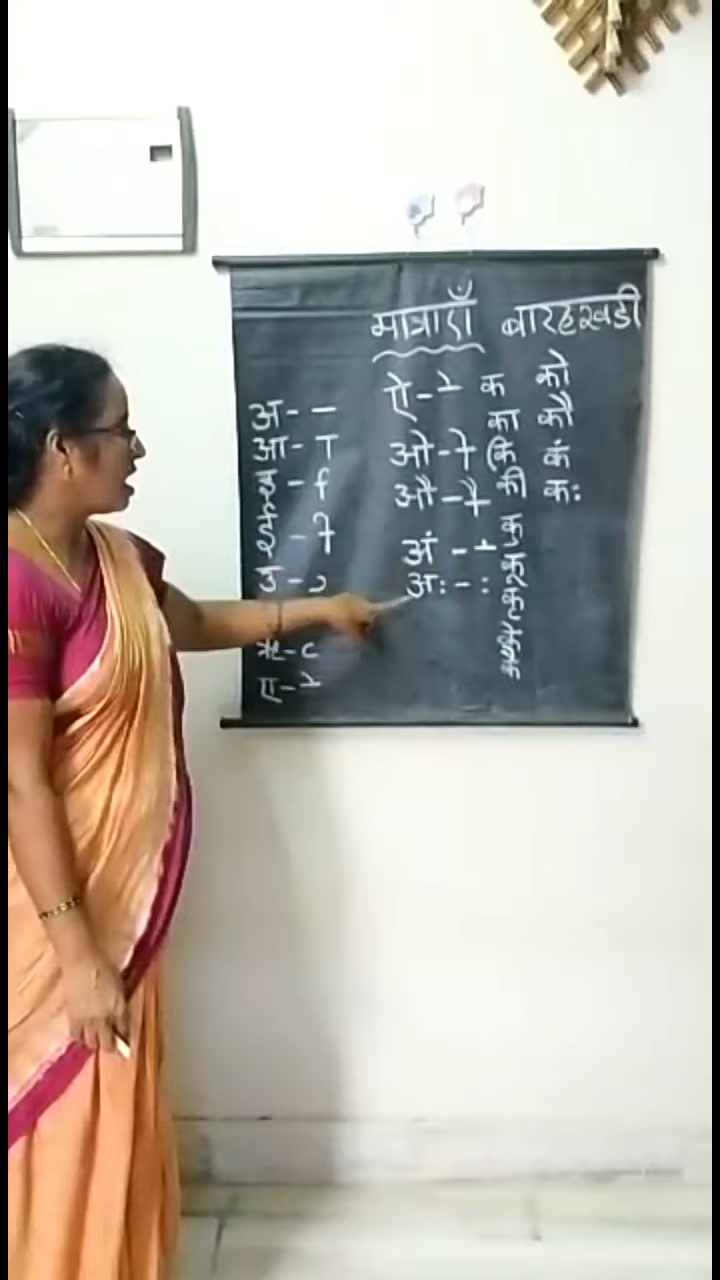 मात्राएँ बारहखडी
अ - —
आ - ा
इ - ि
ई - ी
उ - ु
ऋ - ृ
ए - े
ऐ - े
ओ - ो
औ - ौ
अं - ं
अः - :
क
का
कि
की
कु
कू
कृ
के
कै
को
कौ
कं
कः